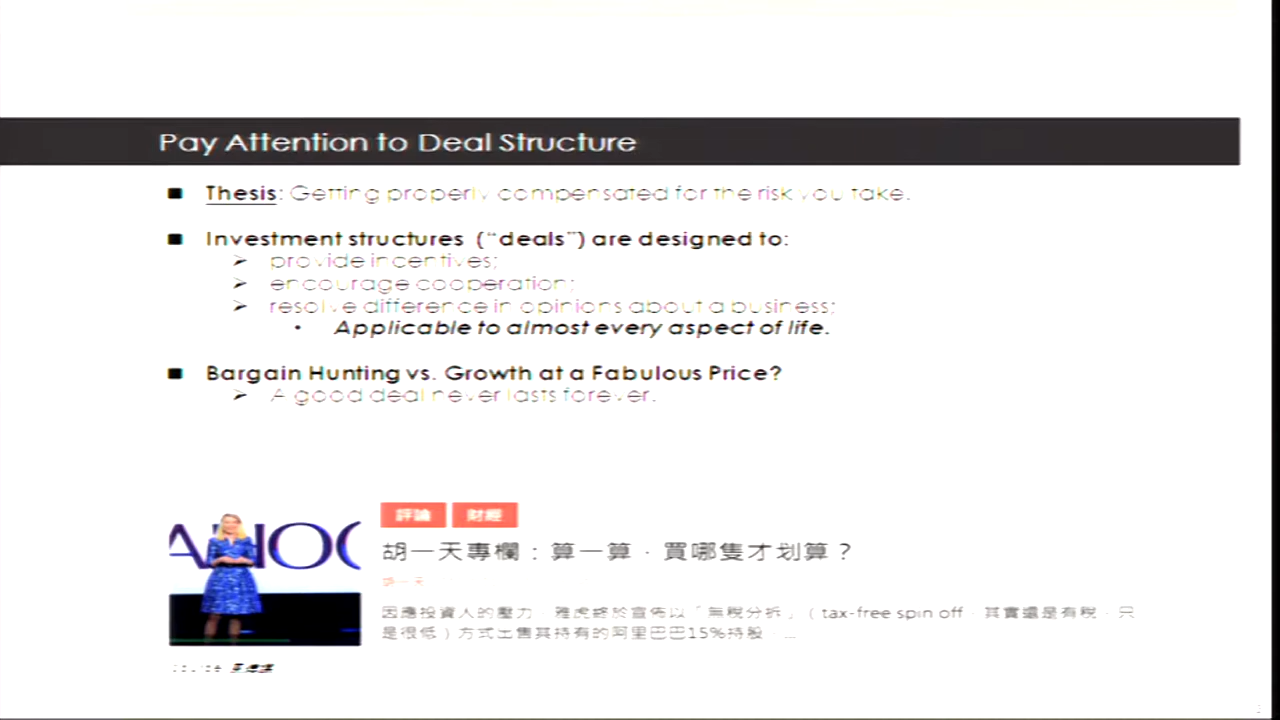 Pay Attention to Deal Structure
■ Thesis: Getting properly compensated for the risk you take.
■ Investment structures (“deals”) are designed to:
➢ provide incentives;
➢ encourage cooperation;
➢ resolve difference in opinions about a business;
• Applicable to almost every aspect of life.
■ Bargain Hunting vs. Growth at a Fabulous Price?
➢ A good deal never lasts forever.
AHOO
評論 財經
胡一天專欄：算一算，買哪隻才划算？
胡一天
因應投資人的壓力，雅虎終於宣佈以「無稅分拆」（tax-free spin off，其實還是有稅，只
是很低）方式出售其持有的阿里巴巴15%持股，...
Source: